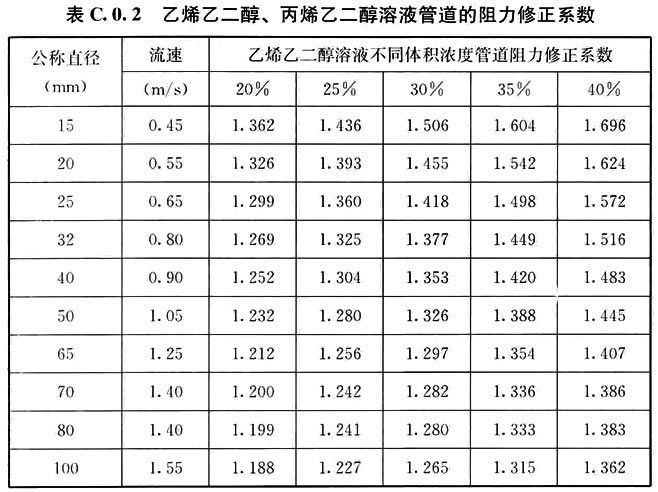 表 C.0.2 乙烯乙二醇、丙烯乙二醇溶液管道的阻力修正系数
公称直径(mm) 流速(m/s) 乙烯乙二醇溶液不同体积浓度管道阻力修正系数
20% 25% 30% 35% 40%
15 0.45 1.362 1.436 1.506 1.604 1.696
20 0.55 1.326 1.393 1.455 1.542 1.624
25 0.65 1.299 1.360 1.418 1.498 1.572
32 0.80 1.269 1.325 1.377 1.449 1.516
40 0.90 1.252 1.304 1.353 1.420 1.483
50 1.05 1.232 1.280 1.326 1.388 1.445
65 1.25 1.212 1.256 1.297 1.354 1.407
70 1.40 1.200 1.242 1.282 1.336 1.386
80 1.40 1.199 1.241 1.280 1.333 1.383
100 1.55 1.188 1.227 1.265 1.315 1.362